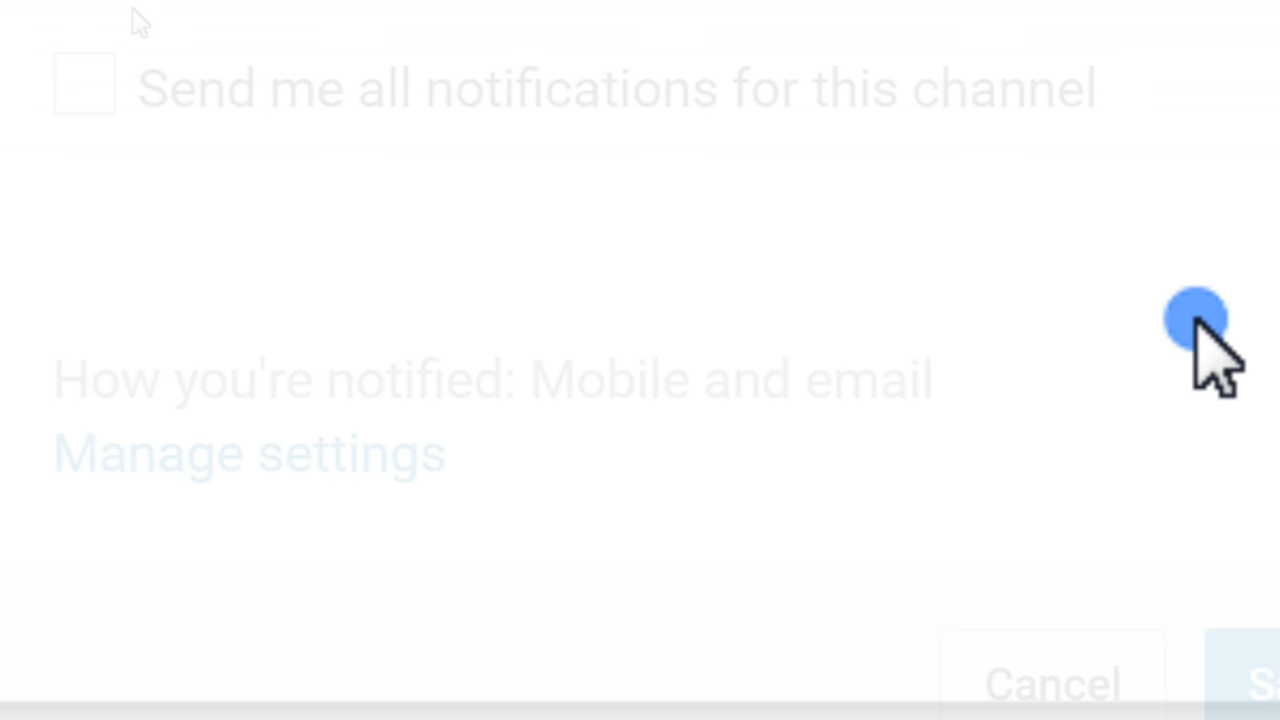 Send me all notifications for this channel
How you're notified: Mobile and email
Manage settings
Cancel